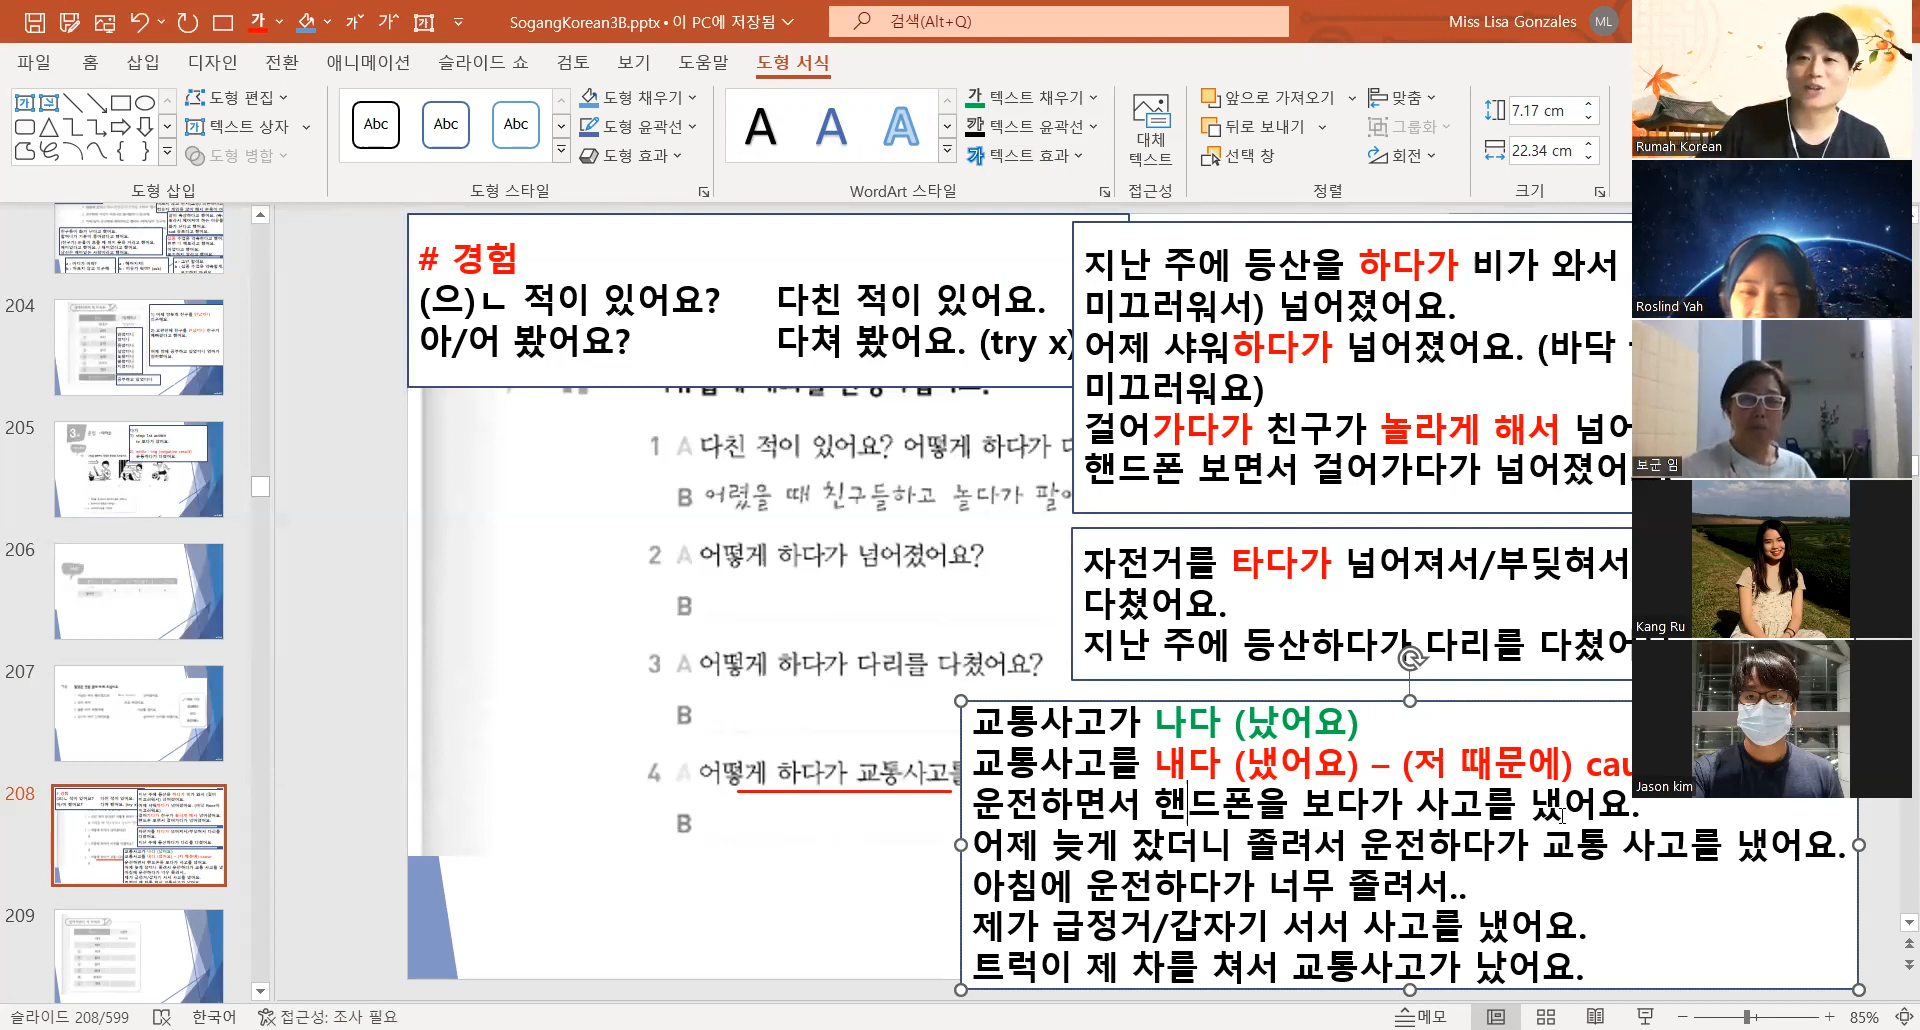 SogangKorean3B.pptx • 이 PC에 저장됨
검색(Alt+Q)
Miss Lisa Gonzales
ML
파일 홈 삽입 디자인 전환 애니메이션 슬라이드 쇼 검토 보기 도움말 도형 서식
도형 편집
텍스트 상자
도형 병합
도형 삽입
Abc Abc Abc
도형 채우기
도형 윤곽선
도형 효과
도형 스타일
A A A
텍스트 채우기
텍스트 윤곽선
텍스트 효과
WordArt 스타일
대체
텍스트
접근성
앞으로 가져오기
뒤로 보내기
선택 창
맞춤
그룹화
회전
정렬
7.17 cm
22.34 cm
크기
Rumah Korean
Roslind Yah
보군 임
Kang Ru
Jason kim
204
205
206
207
208
209
# 경험
(으)ㄴ 적이 있어요? 다친 적이 있어요.
아/어 봤어요? 다쳐 봤어요. (try x)
1 A 다친 적이 있어요? 어떻게 하다가
B 어렸을 때 친구들하고 놀다가
2 A 어떻게 하다가 넘어졌어요?
B
3 A 어떻게 하다가 다리를 다쳤어요?
B
4 A 어떻게 하다가 교통사고를
B
지난 주에 등산을 하다가 비가 와서
미끄러워서) 넘어졌어요.
어제 샤워하다가 넘어졌어요. (바닥
미끄러워요)
걸어가다가 친구가 놀라게 해서
핸드폰 보면서 걸어가다가
자전거를 타다가 넘어져서/부딪혀서
다쳤어요.
지난 주에 등산하다가 다리를
교통사고가 나다 (났어요)
교통사고를 내다 (냈어요) – (저 때문에)
운전하면서 핸드폰을 보다가 사고를 냈어요.
어제 늦게 잤더니 졸려서 운전하다가 교통 사고를 냈어요.
아침에 운전하다가 너무 졸려서..
제가 급정거/갑자기 서서 사고를 냈어요.
트럭이 제 차를 쳐서 교통사고가 났어요.
슬라이드 208/599
한국어
접근성: 조사 필요
메모
85%